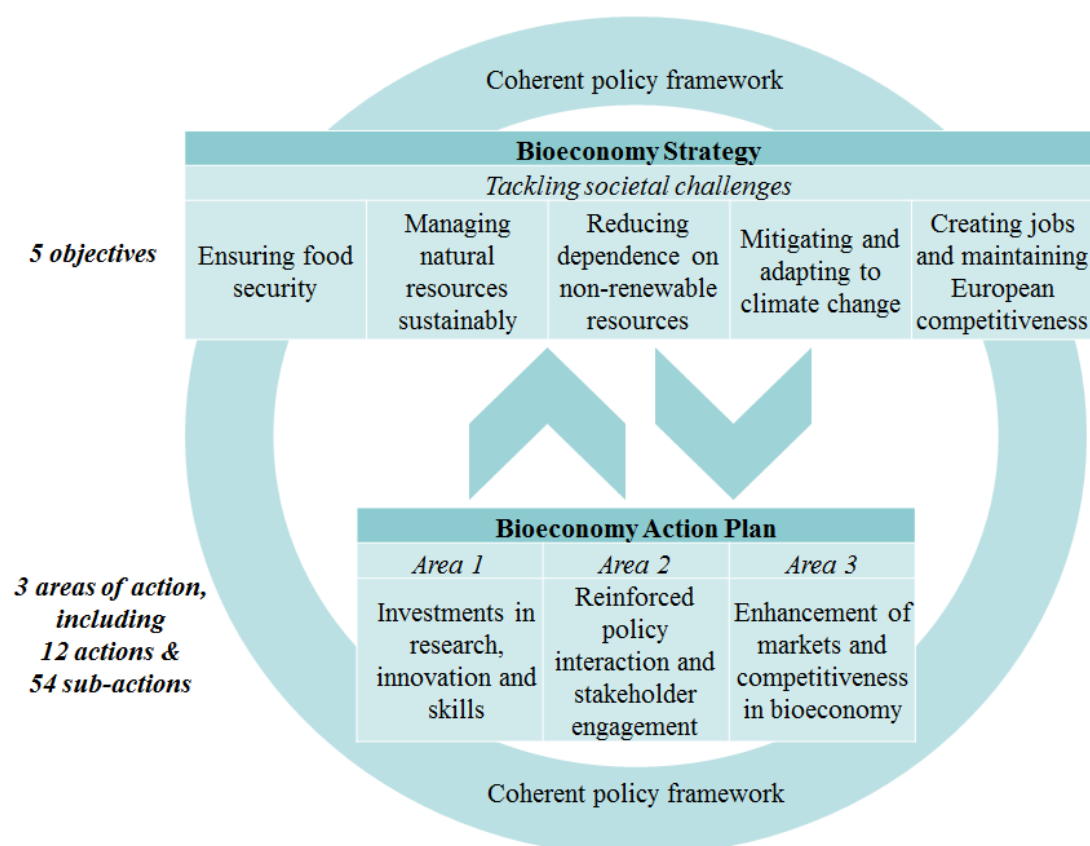 Coherent policy framework
Bioeconomy Strategy
Tackling societal challenges
5 objectives
Ensuring food
security
Managing
natural
resources
sustainably
Reducing
dependence on
non-renewable
resources
Mitigating and
adapting to
climate change
Creating jobs
and maintaining
European
competitiveness
Bioeconomy Action Plan
3 areas of action,
including
12 actions &
54 sub-actions
Area 1
Investments in
research,
innovation and
skills
Area 2
Reinforced
policy
interaction and
stakeholder
engagement
Area 3
Enhancement of
markets and
competitiveness
in bioeconomy
Coherent policy framework